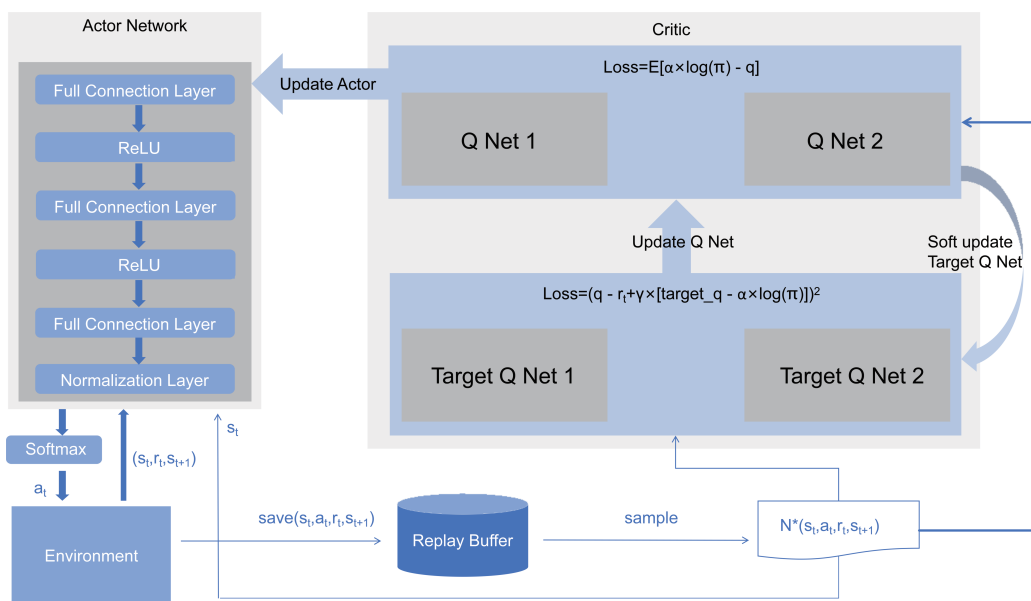 Actor Network
Full Connection Layer
ReLU
Full Connection Layer
ReLU
Full Connection Layer
Normalization Layer
Softmax
aₜ
(sₜ,rₜ,sₜ₊₁)
Environment
Update Actor
Critic
Loss=E[α×log(π) - q]
Q Net 1
Q Net 2
Update Q Net
Soft update
Target Q Net
Loss=(q - rₜ+γ×[target_q - α×log(π)])²
Target Q Net 1
Target Q Net 2
sₜ
save(sₜ,aₜ,rₜ,sₜ₊₁)
Replay Buffer
sample
N*(sₜ,aₜ,rₜ,sₜ₊₁)